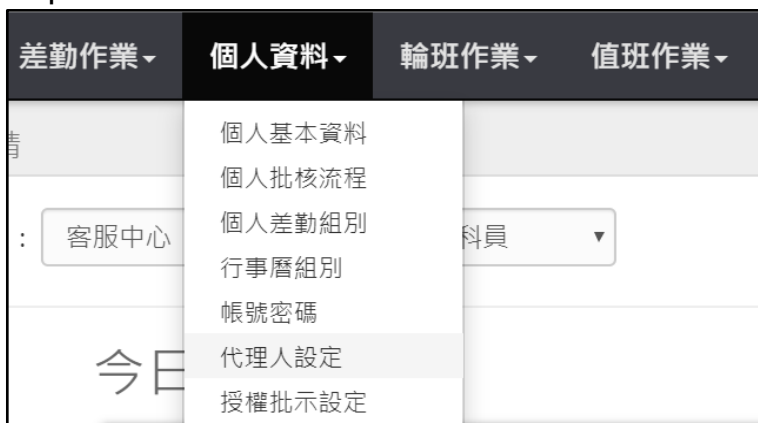 差勤作業 個人資料 輪班作業 值班作業
個人基本資料
個人批核流程
: 客服中心 個人差勤組別 科員
行事曆組別
帳號密碼
今日 代理人設定
授權批示設定